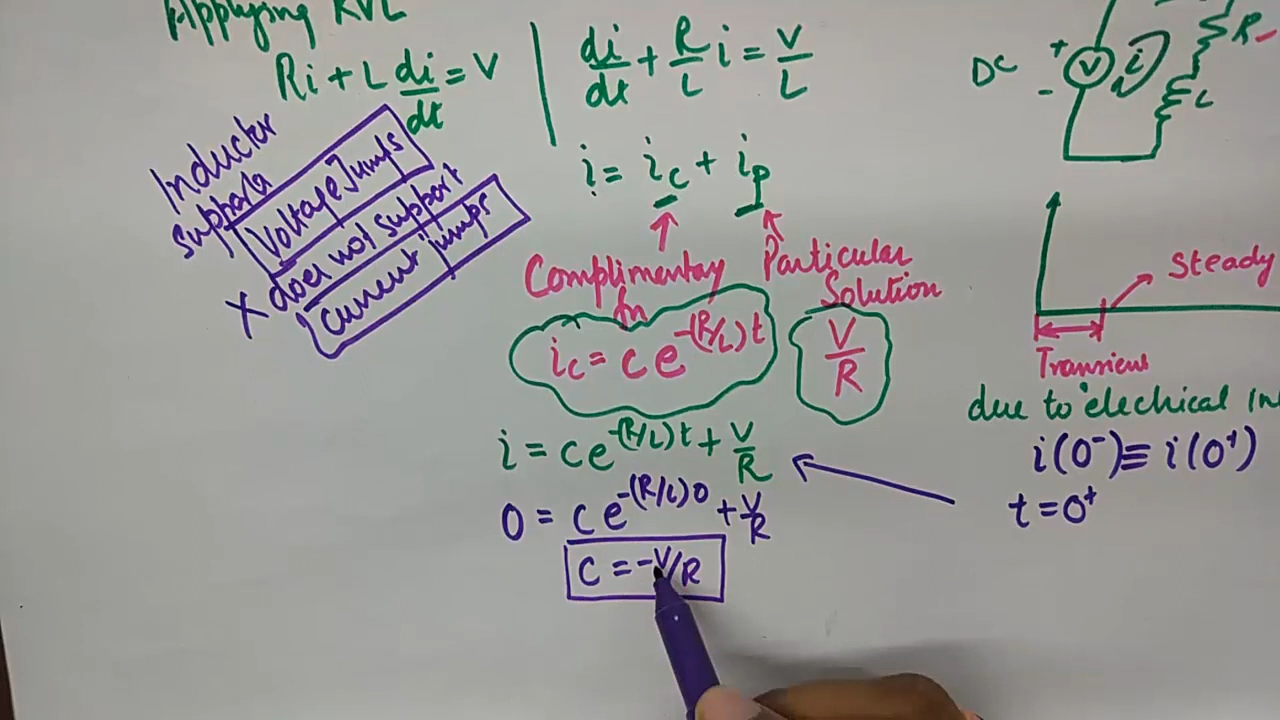 Applying KVL
Ri + L di/dt = V
di/dt + R/L i = V/L
i = ic + ip
Inductor
supports
Voltage Jumps
X does not support
current jumps
Complimentary
fn
Particular
Solution
ic = ce^-(R/L)t
V/R
i = ce^-(R/L)t + V/R
0 = ce^-(R/L)0 + V/R
C = -V/R
DC
+
-
V
i
R
L
Steady
Transient
due to electrical
i(0⁻) ≡ i(0⁺)
t = 0⁺